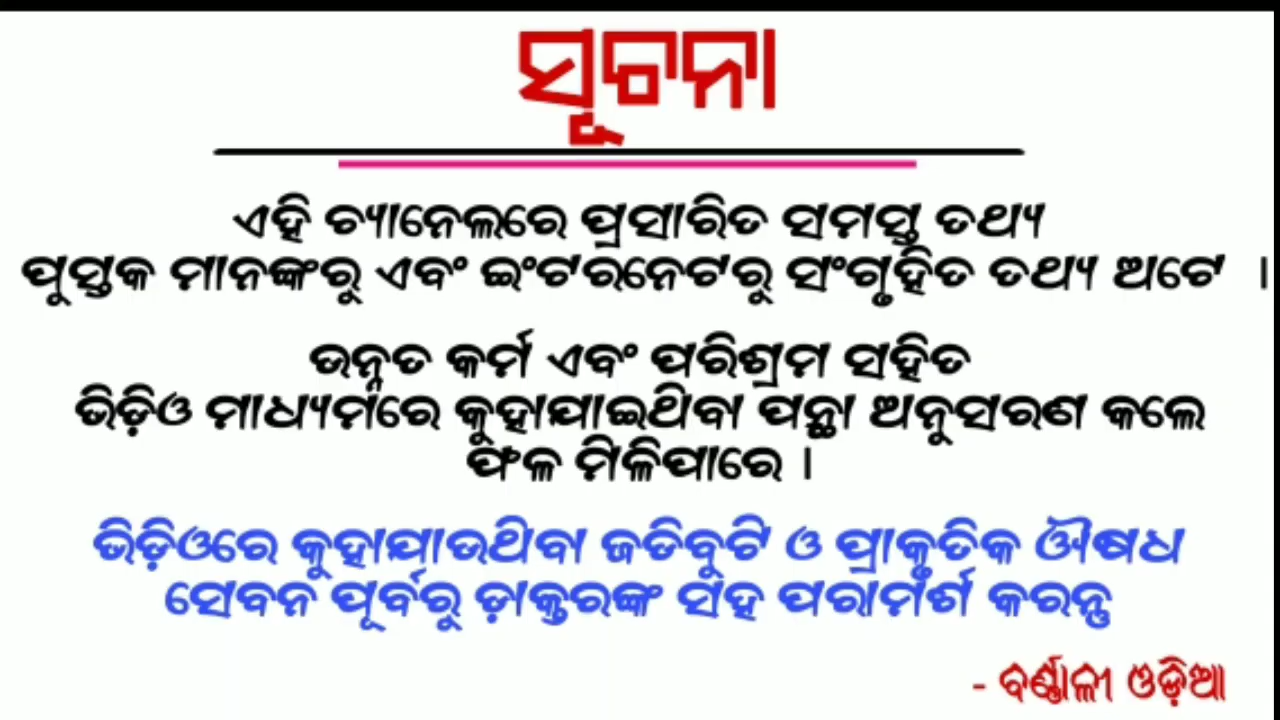 ସୂଚନା
ଏହି ଚ୍ୟାନେଲରେ ପ୍ରସାରିତ ସମସ୍ତ ତଥ୍ୟ
ପୁସ୍ତକ ମାନଙ୍କରୁ ଏବଂ ଇଂଟରନେଟରୁ ସଂଗୃହିତ ତଥ୍ୟ ଅଟେ ।
ଉନ୍ନତ କର୍ମ ଏବଂ ପରିଶ୍ରମ ସହିତ
ଭିଡ଼ିଓ ମାଧ୍ୟମରେ କୁହାଯାଇଥିବା ପନ୍ଥା ଅନୁସରଣ କଲେ
ଫଳ ମିଳିପାରେ ।
ଭିଡ଼ିଓରେ କୁହାଯାଉଥିବା ଜଡିବୁଟି ଓ ପ୍ରାକୃତିକ ଔଷଧ
ସେବନ ପୂର୍ବରୁ ଡ଼ାକ୍ତରଙ୍କ ସହ ପରାମର୍ଶ କରନ୍ତୁ
- ବର୍ଣ୍ଣାଳୀ ଓଡ଼ିଆ